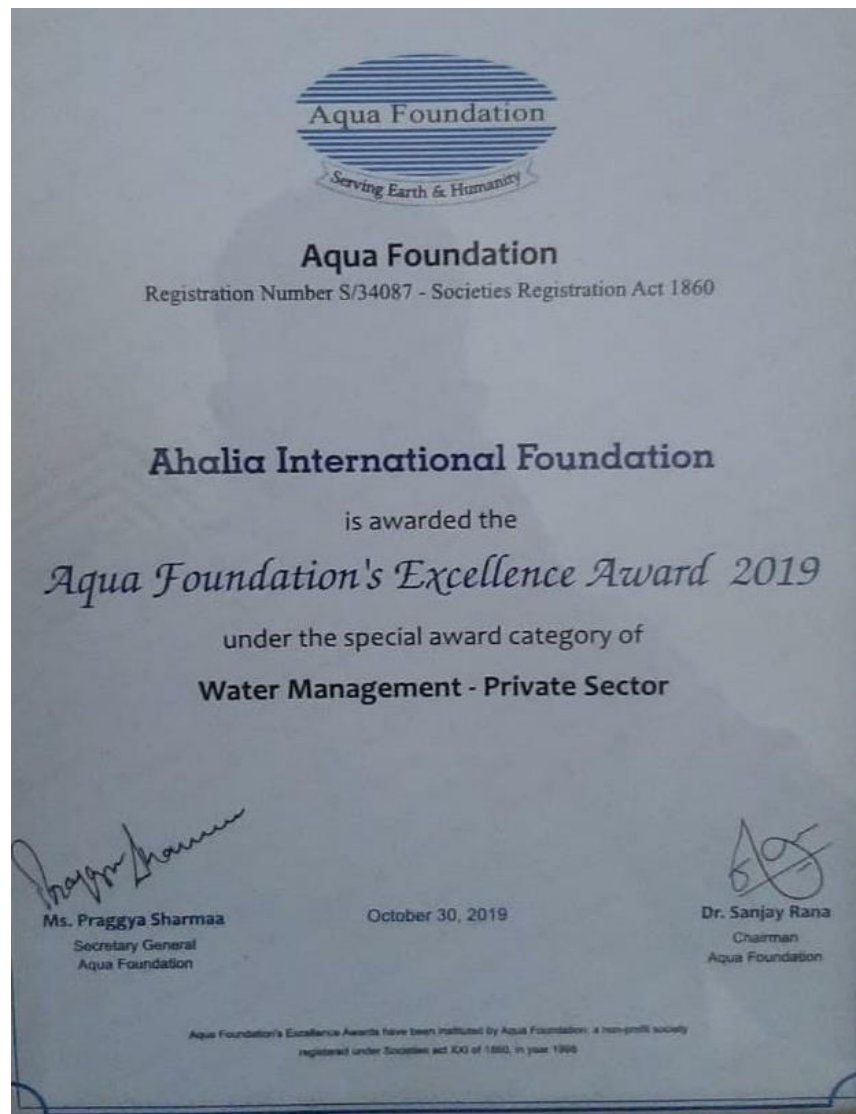 Aqua Foundation
Serving Earth & Humanity
Aqua Foundation
Registration Number S/34087 - Societies Registration Act 1860
Ahalia International Foundation
is awarded the
Aqua Foundation's Excellence Award 2019
under the special award category of
Water Management - Private Sector
Praggya Sharmaa
Ms. Praggya Sharmaa
Secretary General
Aqua Foundation
October 30, 2019
Dr. Sanjay Rana
Chairman
Aqua Foundation
Aqua Foundation's Excellence Awards have been instituted by Aqua Foundation, a non-profit society
registered under Societies act XXI of 1860, in year 1998